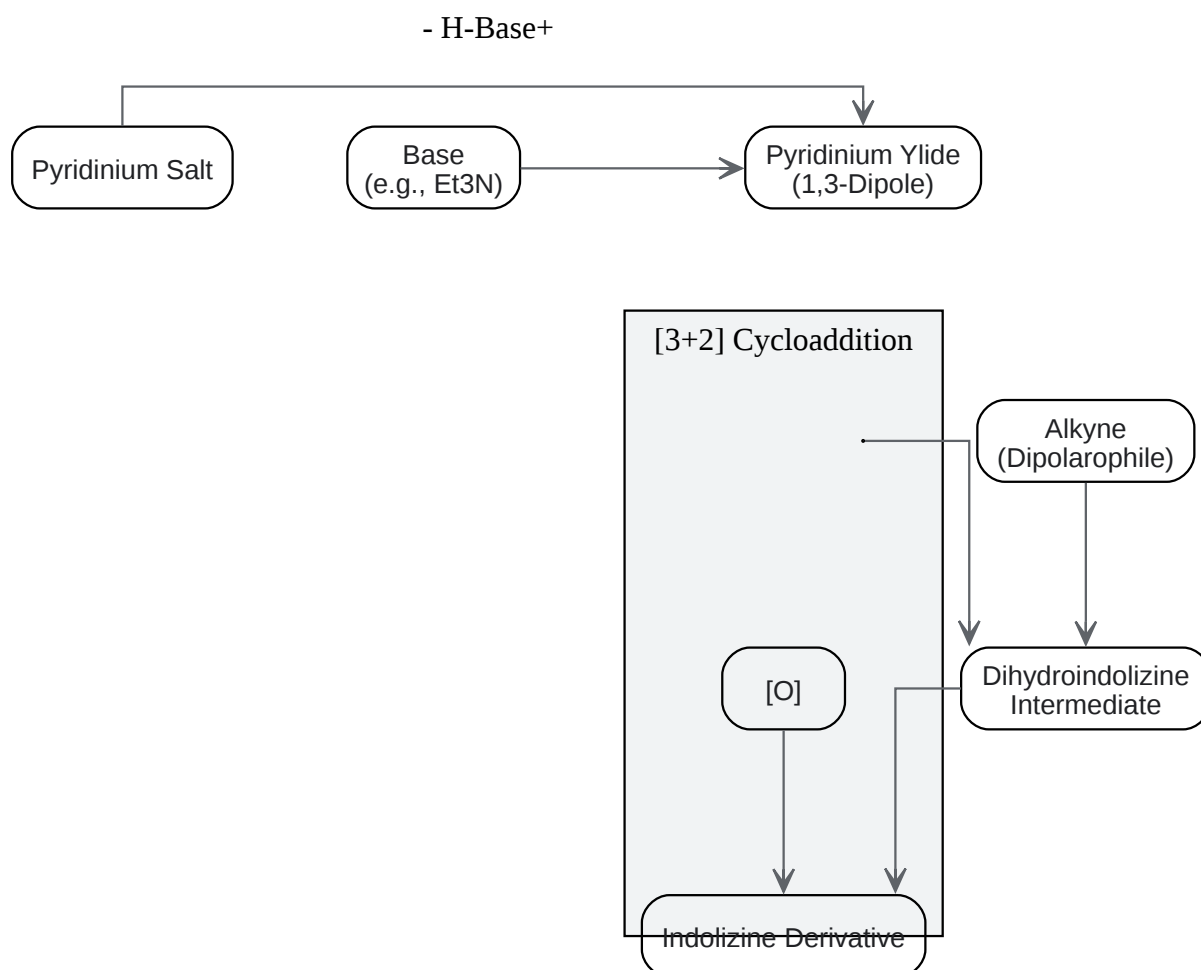 - H-Base+
Pyridinium Salt
Base
(e.g., Et3N)
Pyridinium Ylide
(1,3-Dipole)
[3+2] Cycloaddition
Alkyne
(Dipolarophile)
[O]
Dihydroindolizine
Intermediate
Indolizine Derivative